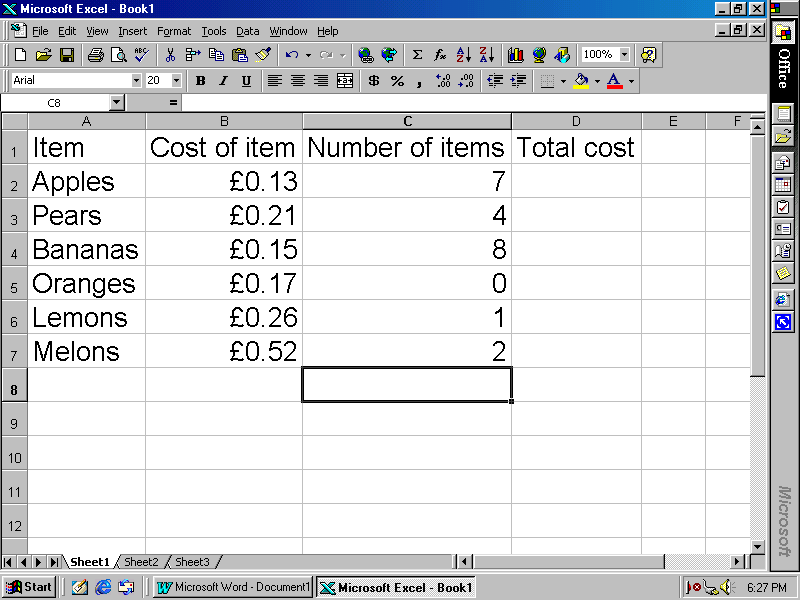 Microsoft Excel - Book1
File Edit View Insert Format Tools Data Window Help
100%
Arial 20 B I U $ % ,
C8 =
A B C D E F
1 Item Cost of item Number of items Total cost
2 Apples £0.13 7
3 Pears £0.21 4
4 Bananas £0.15 8
5 Oranges £0.17 0
6 Lemons £0.26 1
7 Melons £0.52 2
8
9
10
11
12
Sheet1 Sheet2 Sheet3
Start Microsoft Word - Document1 Microsoft Excel - Book1 6:27 PM
Office
Microsoft